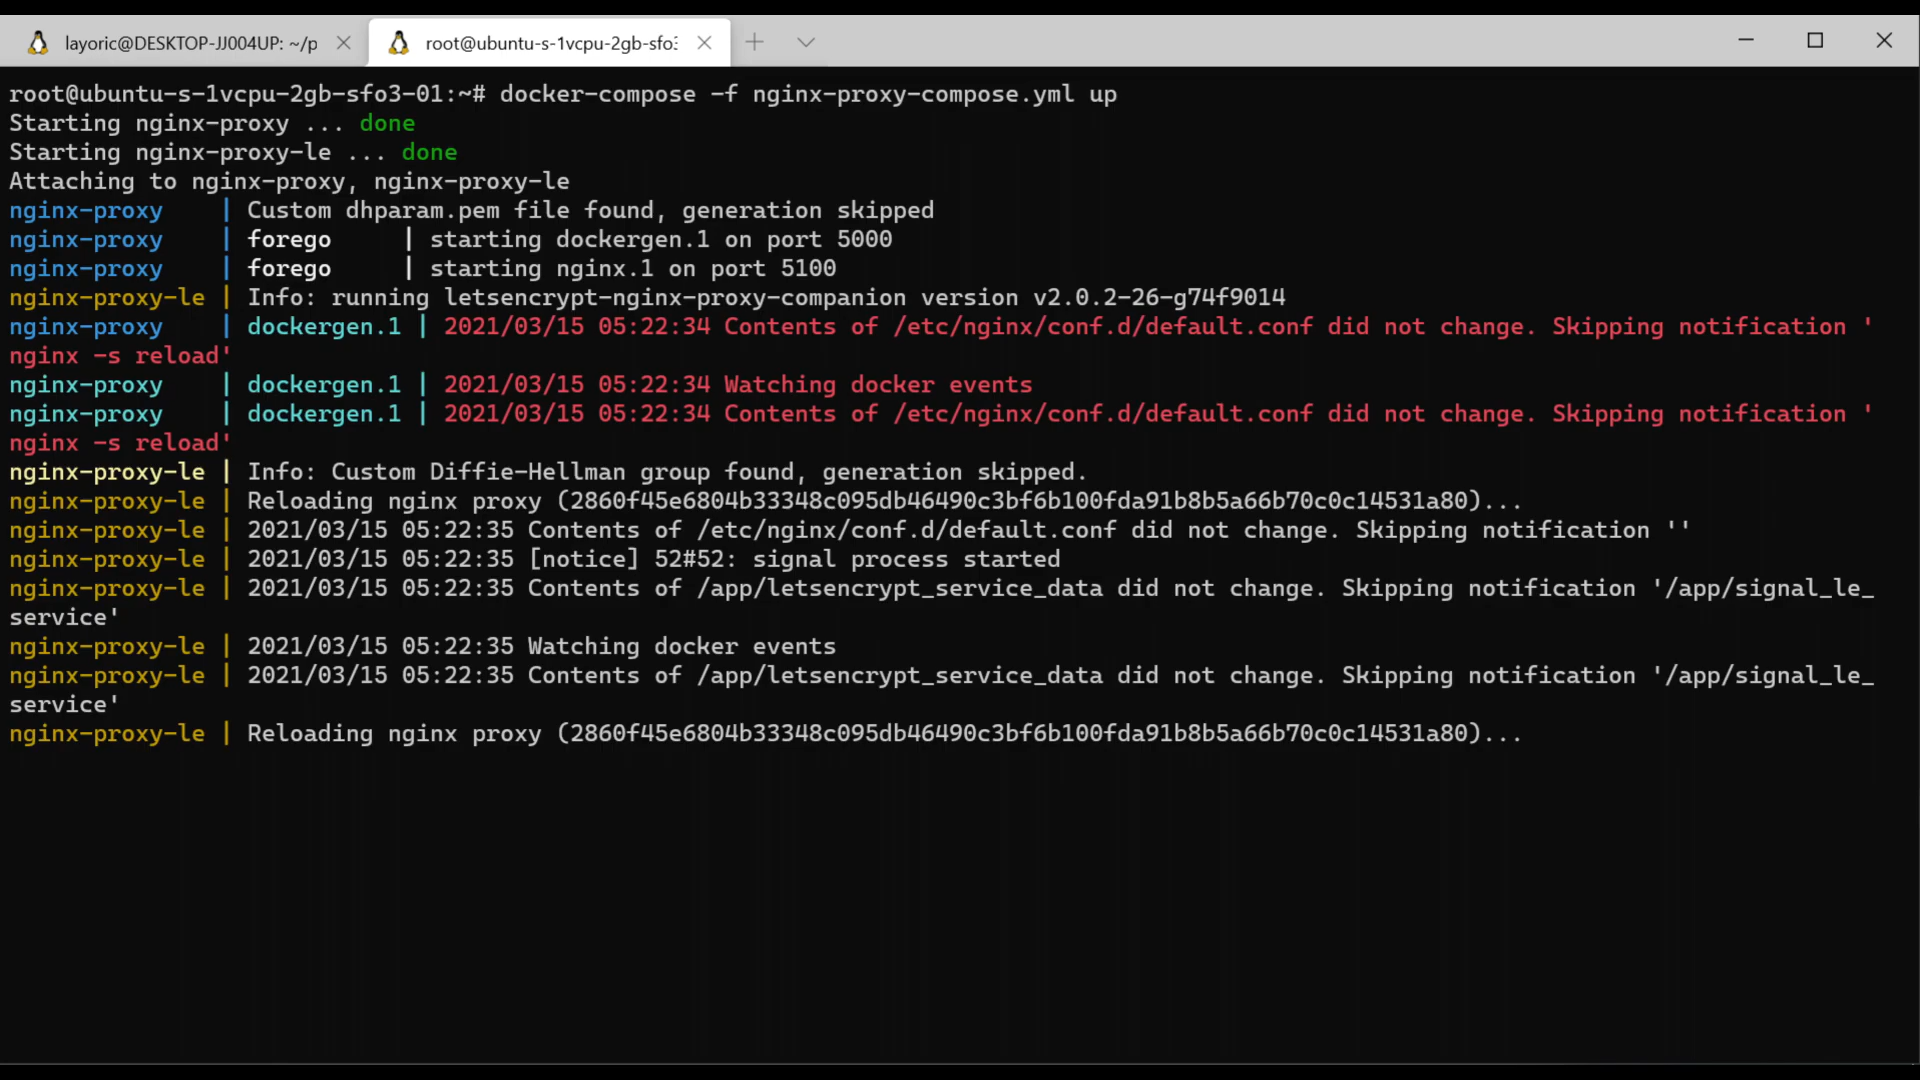 layoric@DESKTOP-JJ004UP: ~/p
root@ubuntu-s-1vcpu-2gb-sfo3
root@ubuntu-s-1vcpu-2gb-sfo3-01:~# docker-compose -f nginx-proxy-compose.yml up
Starting nginx-proxy ... done
Starting nginx-proxy-le ... done
Attaching to nginx-proxy, nginx-proxy-le
nginx-proxy    | Custom dhparam.pem file found, generation skipped
nginx-proxy    | forego     | starting dockergen.1 on port 5000
nginx-proxy    | forego     | starting nginx.1 on port 5100
nginx-proxy-le | Info: running letsencrypt-nginx-proxy-companion version v2.0.2-26-g74f9014
nginx-proxy    | dockergen.1 | 2021/03/15 05:22:34 Contents of /etc/nginx/conf.d/default.conf did not change. Skipping notification '
nginx -s reload'
nginx-proxy    | dockergen.1 | 2021/03/15 05:22:34 Watching docker events
nginx-proxy    | dockergen.1 | 2021/03/15 05:22:34 Contents of /etc/nginx/conf.d/default.conf did not change. Skipping notification '
nginx -s reload'
nginx-proxy-le | Info: Custom Diffie-Hellman group found, generation skipped.
nginx-proxy-le | Reloading nginx proxy (2860f45e6804b33348c095db46490c3bf6b100fda91b8b5a66b70c0c14531a80)...
nginx-proxy-le | 2021/03/15 05:22:35 Contents of /etc/nginx/conf.d/default.conf did not change. Skipping notification ''
nginx-proxy-le | 2021/03/15 05:22:35 [notice] 52#52: signal process started
nginx-proxy-le | 2021/03/15 05:22:35 Contents of /app/letsencrypt_service_data did not change. Skipping notification '/app/signal_le_
service'
nginx-proxy-le | 2021/03/15 05:22:35 Watching docker events
nginx-proxy-le | 2021/03/15 05:22:35 Contents of /app/letsencrypt_service_data did not change. Skipping notification '/app/signal_le_
service'
nginx-proxy-le | Reloading nginx proxy (2860f45e6804b33348c095db46490c3bf6b100fda91b8b5a66b70c0c14531a80)...